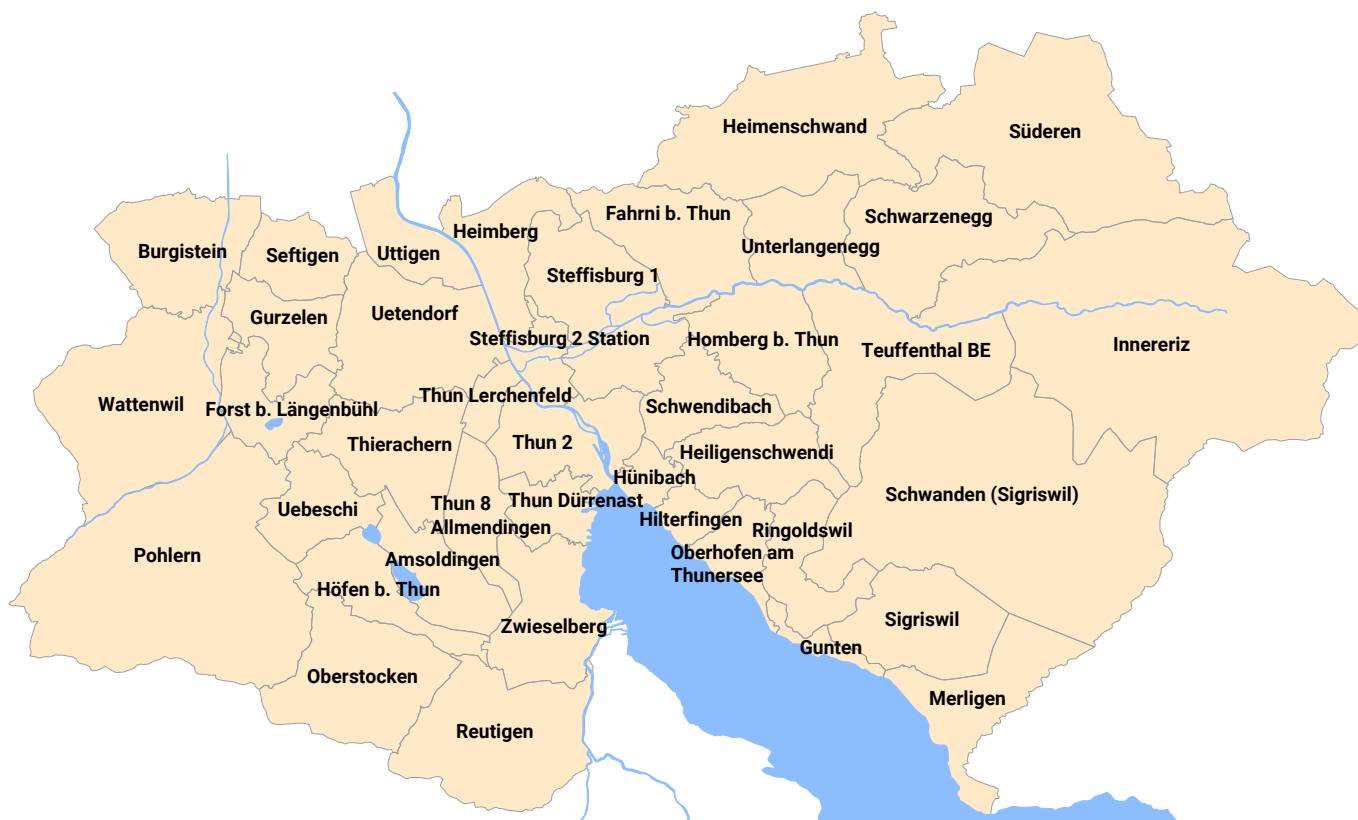 Heimenschwand
Süderen
Fahrni b. Thun
Schwarzenegg
Heimberg
Unterlangenegg
Burgistein
Seftigen
Uttigen
Steffisburg 1
Gurzelen
Uetendorf
Steffisburg 2 Station
Homberg b. Thun
Teuffenthal BE
Innereriz
Wattenwil
Forst b. Längenbühl
Thun Lerchenfeld
Schwendibach
Thierachern
Thun 2
Heiligenschwendi
Hünibach
Schwanden (Sigriswil)
Uebeschi
Thun 8
Allmendingen
Thun Dürrenast
Hilterfingen
Ringoldswil
Pohlern
Amsoldingen
Oberhofen am
Thunersee
Höfen b. Thun
Zwieselberg
Sigriswil
Gunten
Oberstocken
Merligen
Reutigen